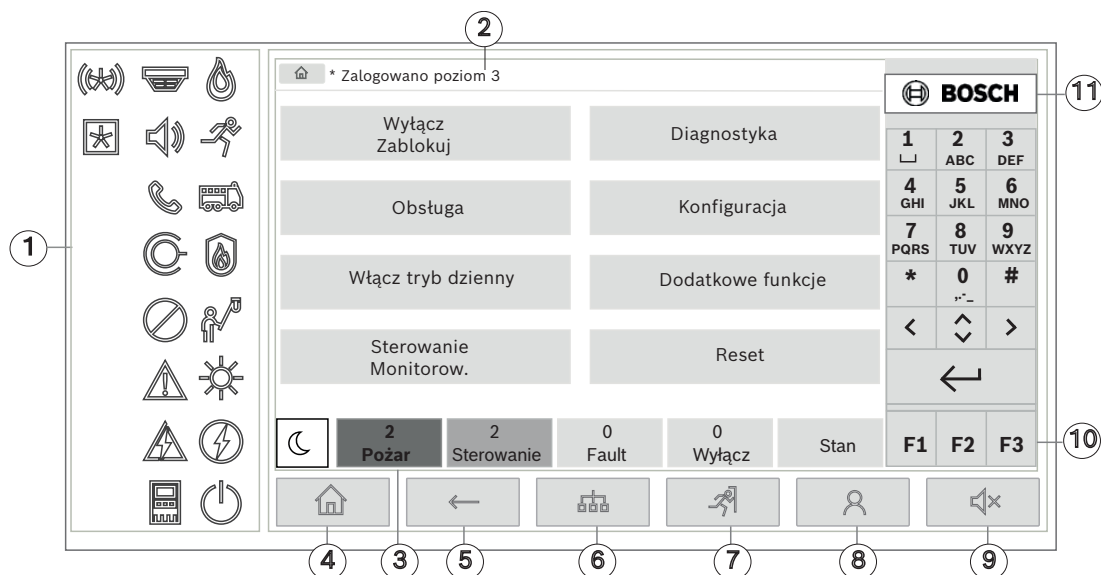 2
* Zalogowano poziom 3
BOSCH
11
Wyłącz
Zablokuj
Diagnostyka
1 2 3
ABC DEF
Obsługa
Konfiguracja
4 5 6
GHI JKL MNO
1
7 8 9
PQRS TUV WXYZ
Włącz tryb dzienny
Dodatkowe funkcje
* 0 #
,.-_
< >
Sterowanie
Monitorow.
Reset
2
Pożar
2
Sterowanie
0
Fault
0
Wyłącz
Stan
F1 F2 F3
10
4 3 5 6 7 8 9